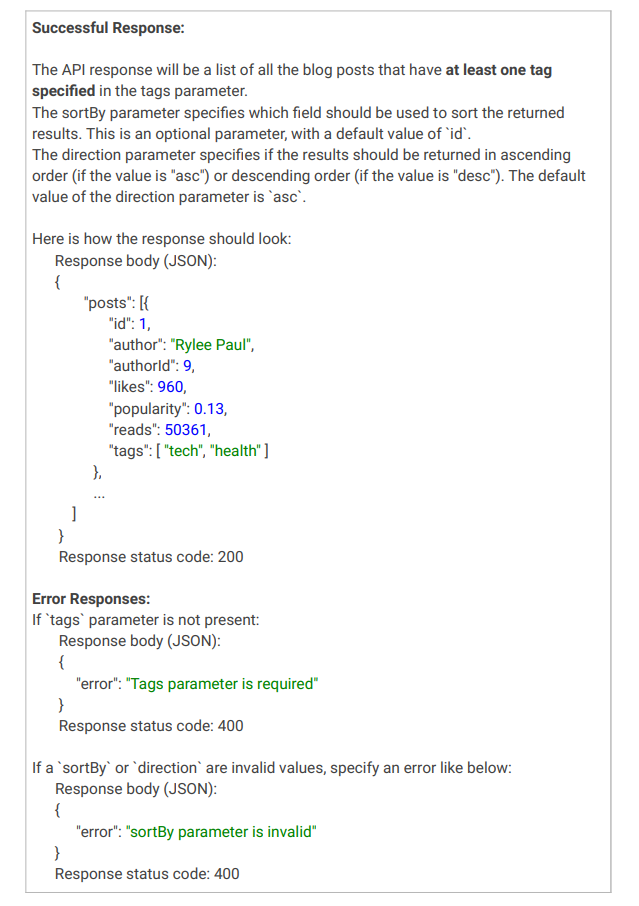 Successful Response:
The API response will be a list of all the blog posts that have at least one tag
specified in the tags parameter.
The sortBy parameter specifies which field should be used to sort the returned
results. This is an optional parameter, with a default value of `id`.
The direction parameter specifies if the results should be returned in ascending
order (if the value is "asc") or descending order (if the value is "desc"). The default
value of the direction parameter is `asc`.
Here is how the response should look:
Response body (JSON):
{
"posts": [{
"id": 1,
"author": "Rylee Paul",
"authorId": 9,
"likes": 960,
"popularity": 0.13,
"reads": 50361,
"tags": [ "tech", "health" ]
},
...
]
}
Response status code: 200
Error Responses:
If `tags` parameter is not present:
Response body (JSON):
{
"error": "Tags parameter is required"
}
Response status code: 400
If a `sortBy` or `direction` are invalid values, specify an error like below:
Response body (JSON):
{
"error": "sortBy parameter is invalid"
}
Response status code: 400